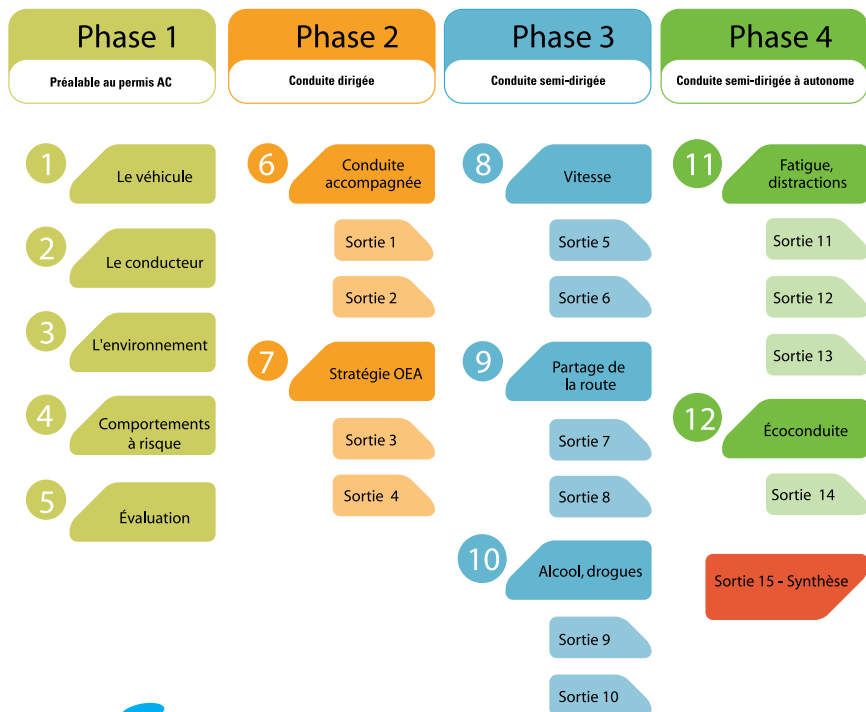 Phase 1
Préalable au permis AC
1
Le véhicule
2
Le conducteur
3
L'environnement
4
Comportements
à risque
5
Évaluation
Phase 2
Conduite dirigée
6
Conduite
accompagnée
Sortie 1
Sortie 2
7
Stratégie OEA
Sortie 3
Sortie 4
Phase 3
Conduite semi-dirigée
8
Vitesse
Sortie 5
Sortie 6
9
Partage de
la route
Sortie 7
Sortie 8
10
Alcool, drogues
Sortie 9
Sortie 10
Phase 4
Conduite semi-dirigée à autonome
11
Fatigue,
distractions
Sortie 11
Sortie 12
Sortie 13
12
Écoconduite
Sortie 14
Sortie 15 - Synthèse